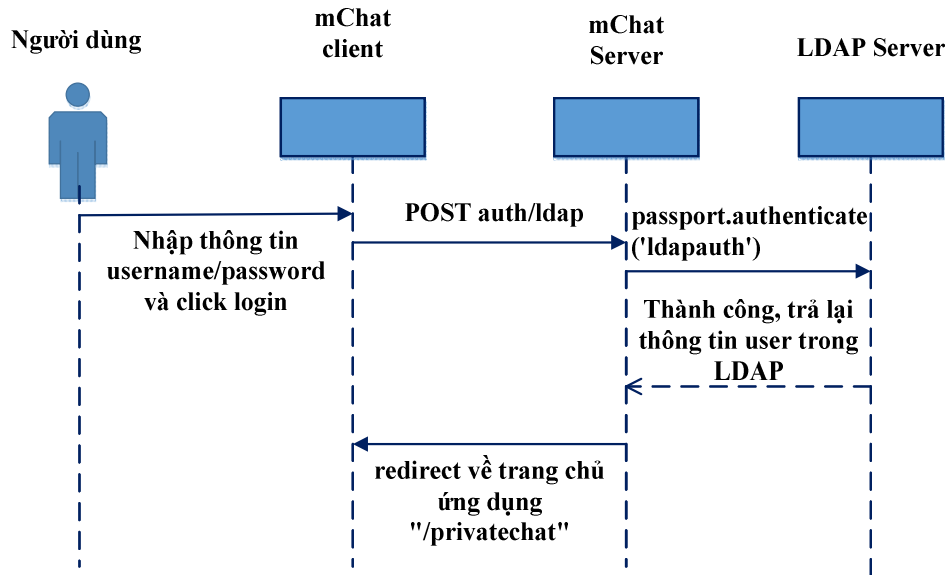 Người dùng
mChat
client
mChat
Server
LDAP Server
Nhập thông tin
username/password
và click login
POST auth/ldap
passport.authenticate
('ldapauth')
Thành công, trả lại
thông tin user trong
LDAP
redirect về trang chủ
ứng dụng
"/privatechat"